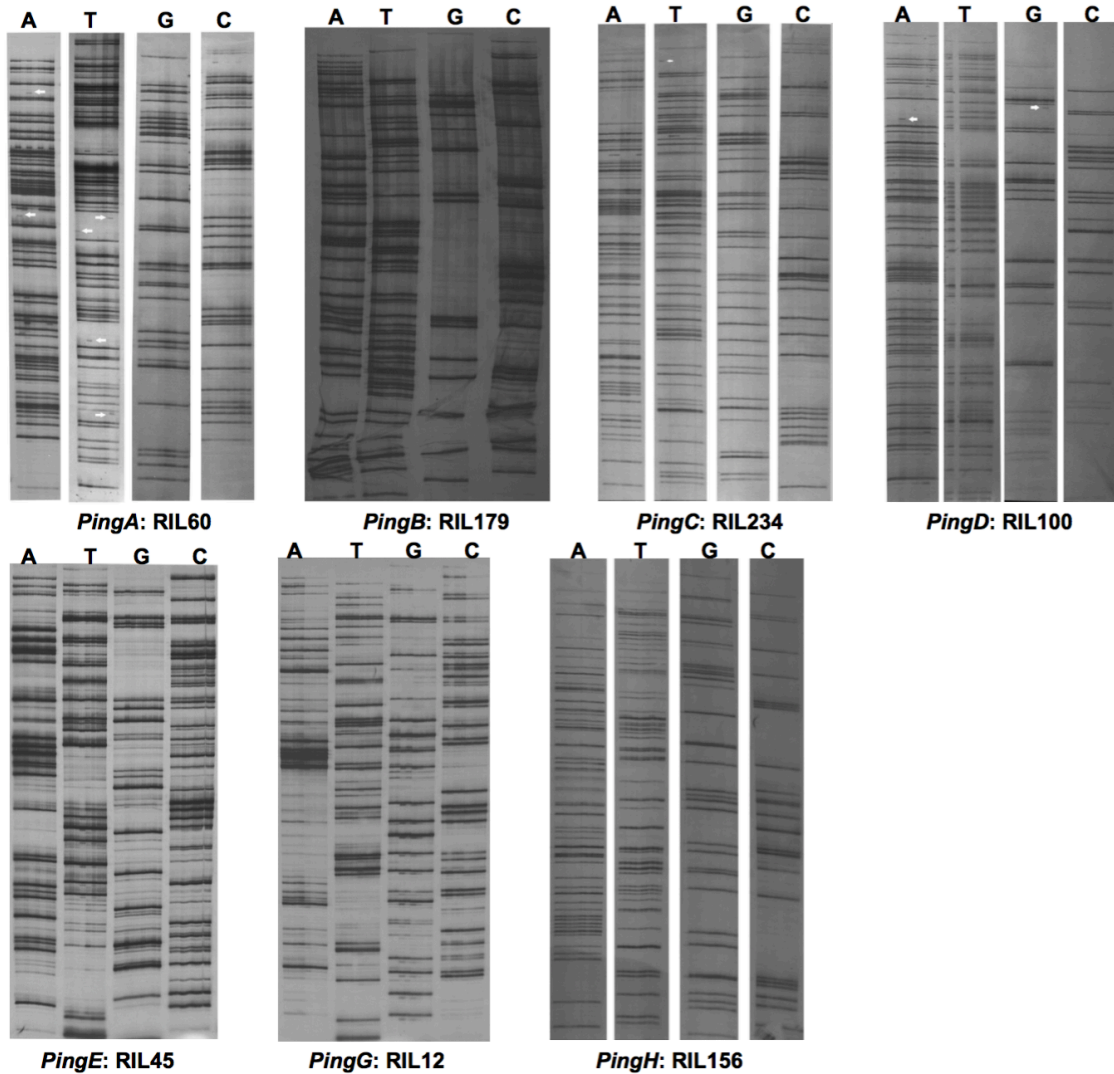 A T G C A T G C A T G C A T G C
PingA: RIL60 PingB: RIL179 PingC: RIL234 PingD: RIL100
A T G C A T G C A T G C
PingE: RIL45 PingG: RIL12 PingH: RIL156